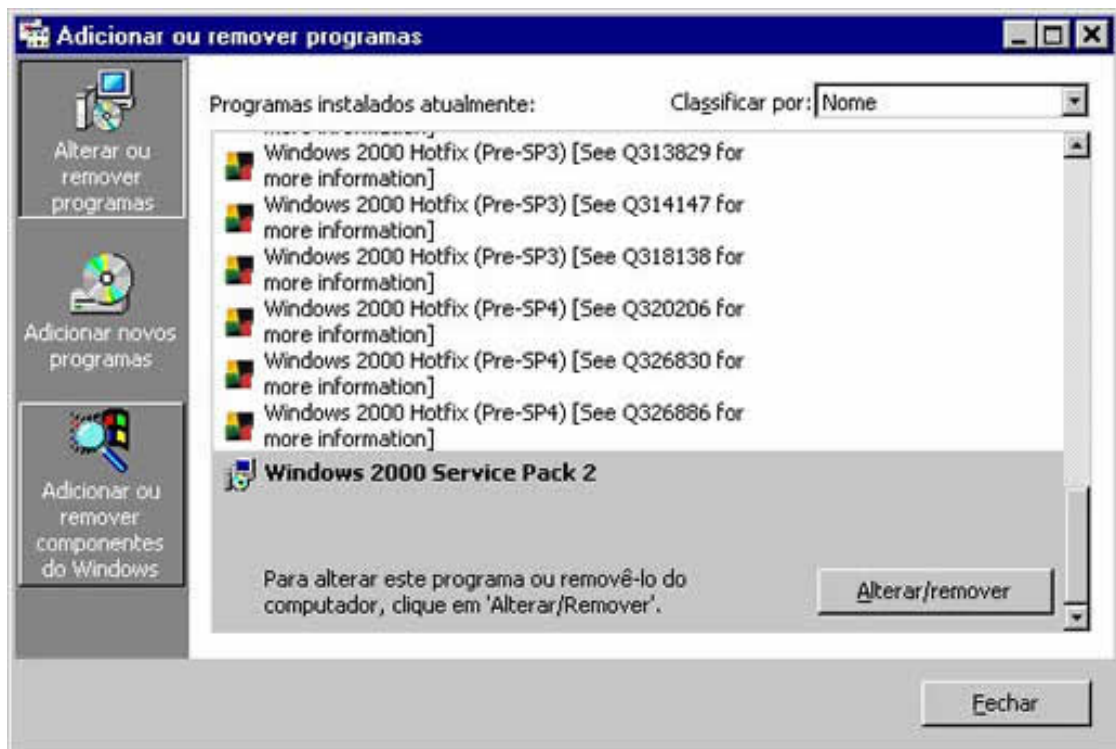 Adicionar ou remover programas
Alterar ou
remover
programas
Adicionar novos
programas
Adicionar ou
remover
componentes
do Windows
Programas instalados atualmente:
Classificar por: Nome
more information]
Windows 2000 Hotfix (Pre-SP3) [See Q313829 for
more information]
Windows 2000 Hotfix (Pre-SP3) [See Q314147 for
more information]
Windows 2000 Hotfix (Pre-SP3) [See Q318138 for
more information]
Windows 2000 Hotfix (Pre-SP4) [See Q320206 for
more information]
Windows 2000 Hotfix (Pre-SP4) [See Q326830 for
more information]
Windows 2000 Hotfix (Pre-SP4) [See Q326886 for
more information]
Windows 2000 Service Pack 2
Para alterar este programa ou removê-lo do
computador, clique em 'Alterar/Remover'.
Alterar/remover
Fechar